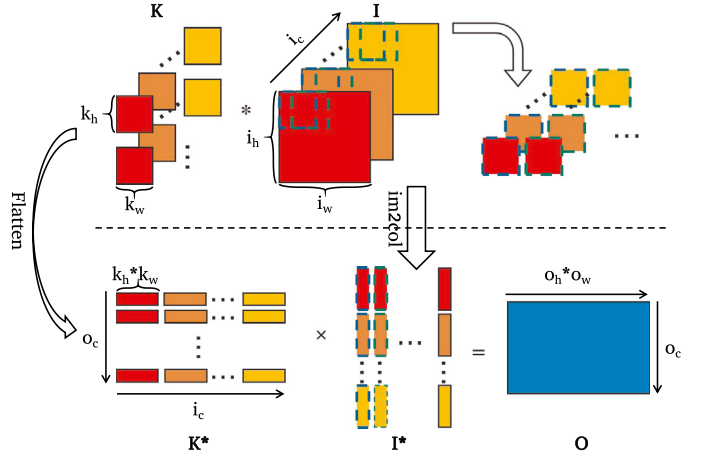 K
I
i_c
k_h
*
i_h
k_w
i_w
Flatten
im2col
k_h*k_w
o_h*o_w
o_c
×
=
o_c
i_c
K*
I*
O